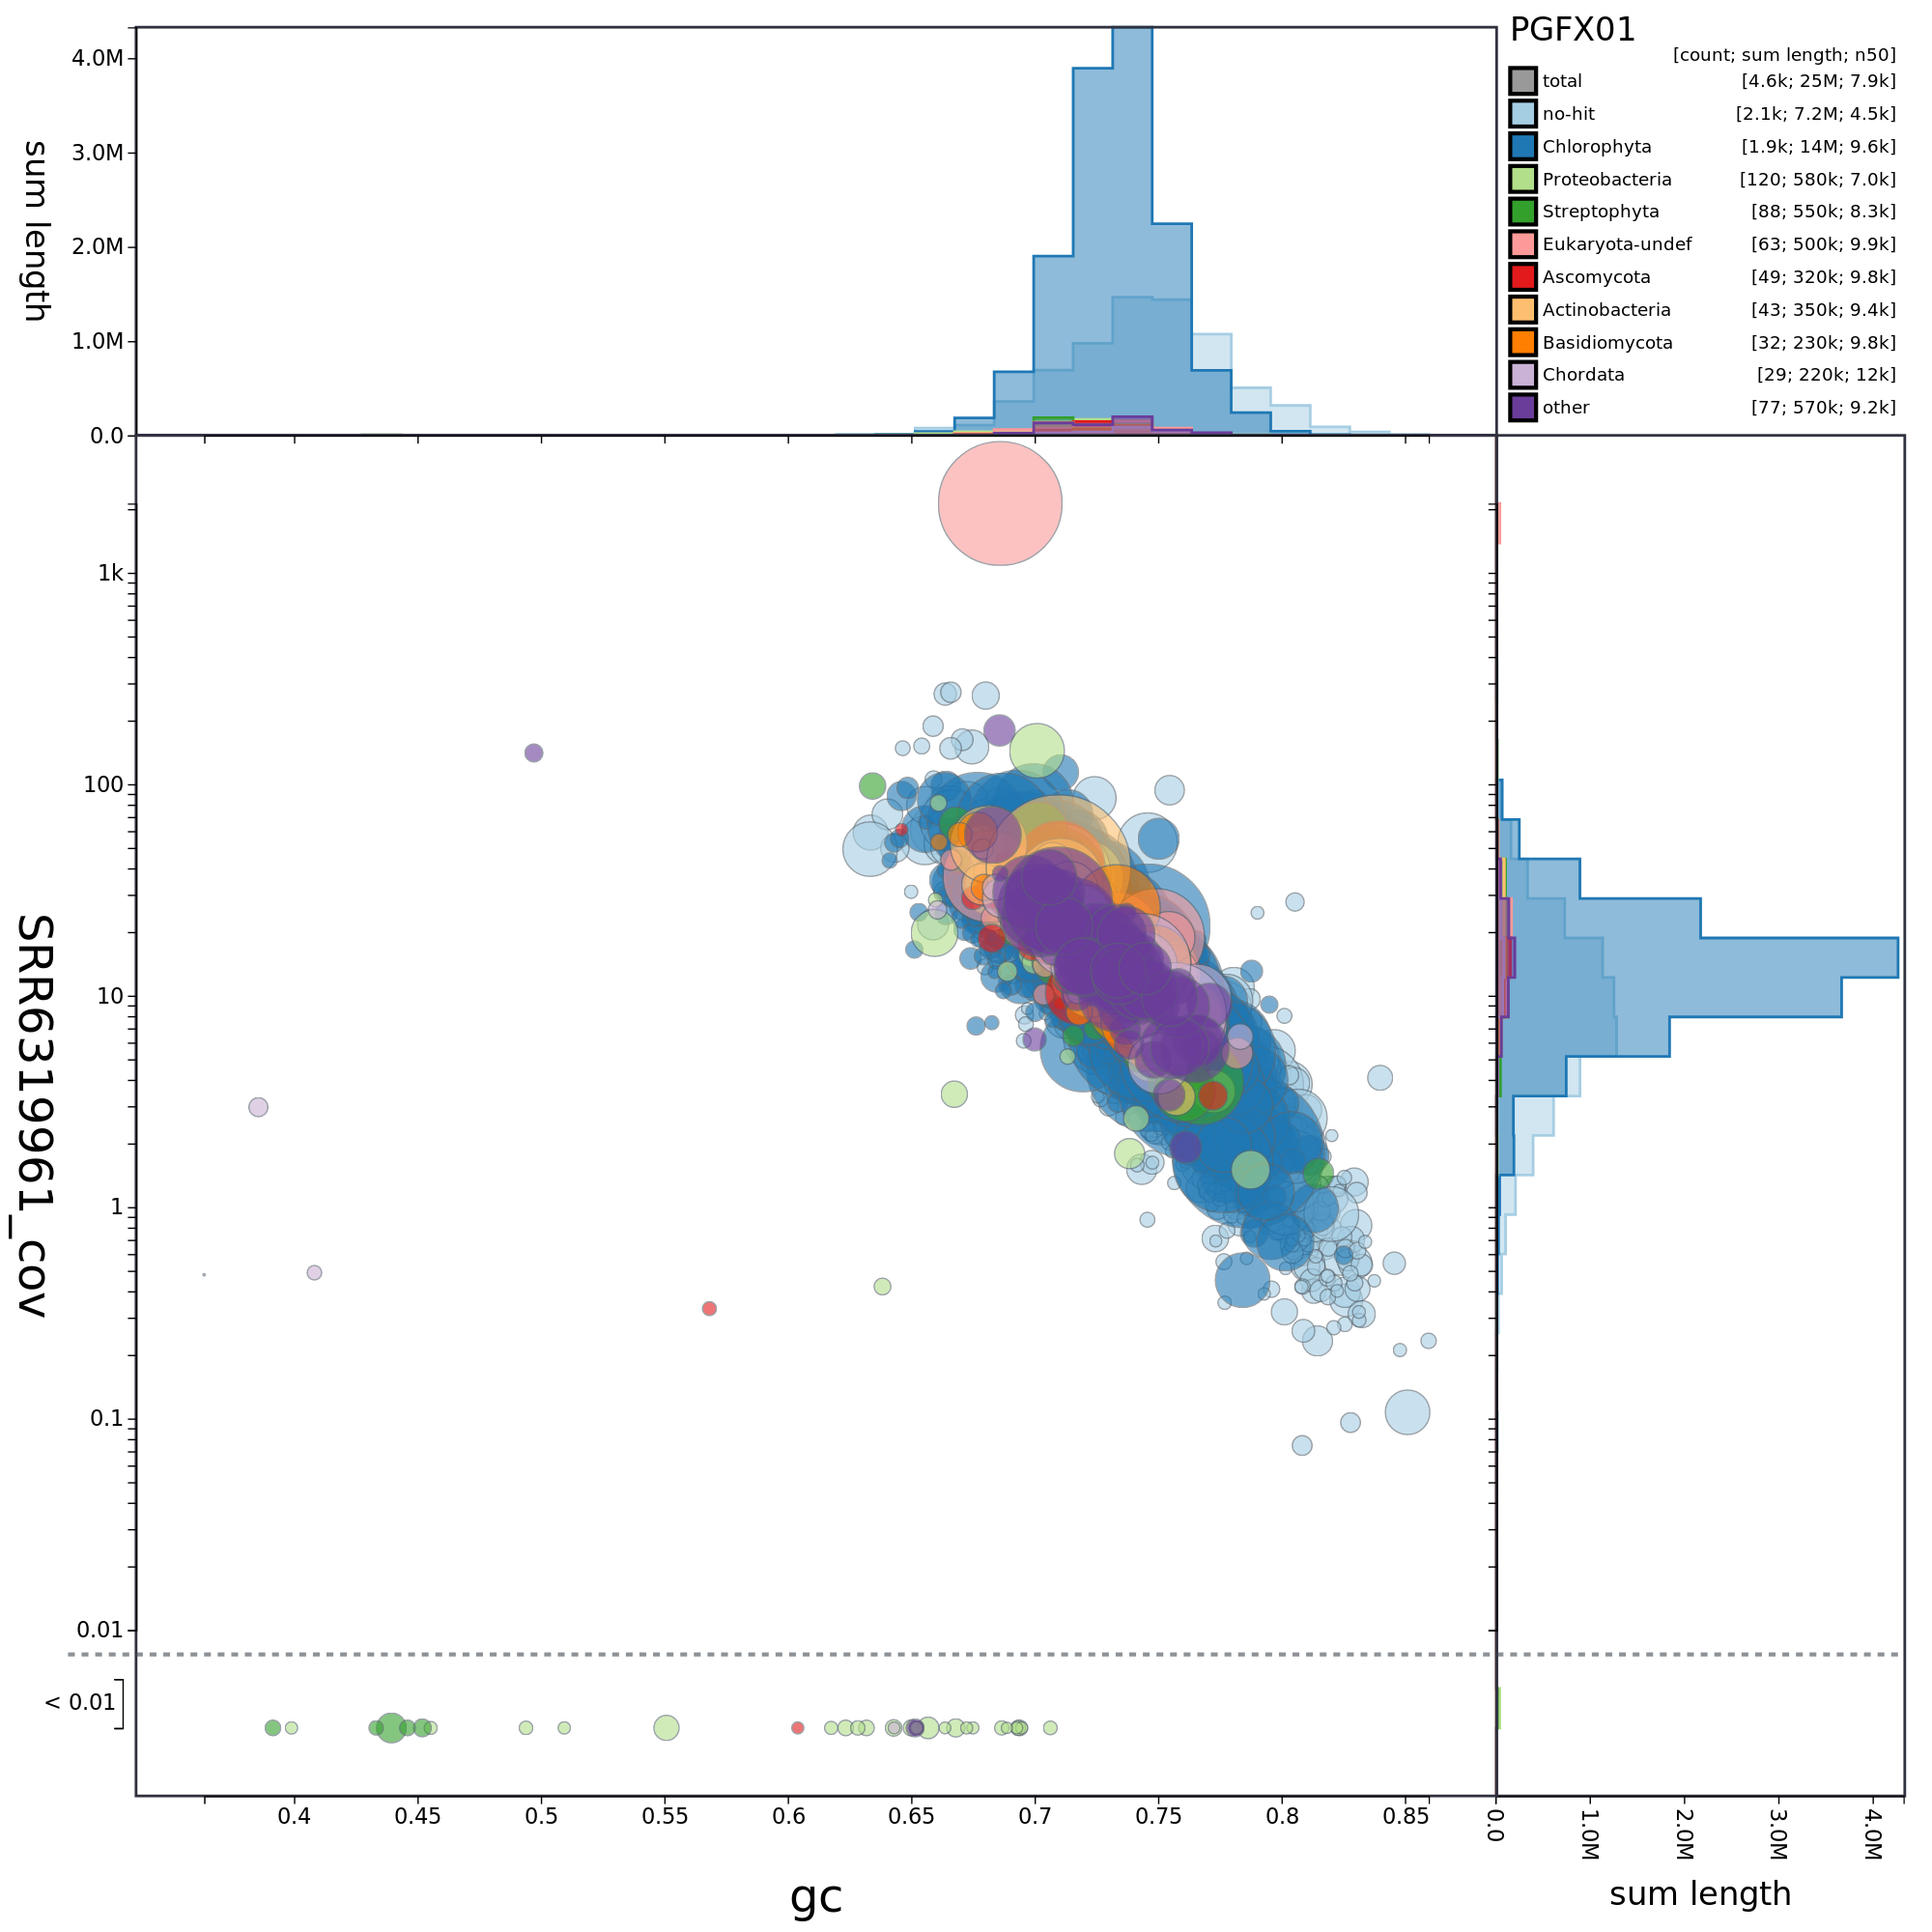 PGFX01
[count; sum length; n50]
total [4.6k; 25M; 7.9k]
no-hit [2.1k; 7.2M; 4.5k]
Chlorophyta [1.9k; 14M; 9.6k]
Proteobacteria [120; 580k; 7.0k]
Streptophyta [88; 550k; 8.3k]
Eukaryota-undef [63; 500k; 9.9k]
Ascomycota [49; 320k; 9.8k]
Actinobacteria [43; 350k; 9.4k]
Basidiomycota [32; 230k; 9.8k]
Chordata [29; 220k; 12k]
other [77; 570k; 9.2k]
sum length
4.0M
3.0M
2.0M
1.0M
0.0
SRR6319961_cov
1k
100
10
1
0.1
0.01
< 0.01
0.4 0.45 0.5 0.55 0.6 0.65 0.7 0.75 0.8 0.85
gc
0.0 1.0M 2.0M 3.0M 4.0M
sum length